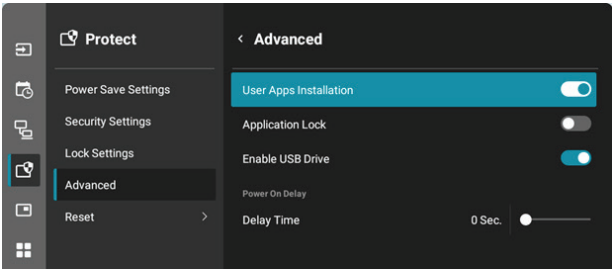 Protect
Power Save Settings
Security Settings
Lock Settings
Advanced
Reset
Advanced
User Apps Installation
Application Lock
Enable USB Drive
Power On Delay
Delay Time 0 Sec.